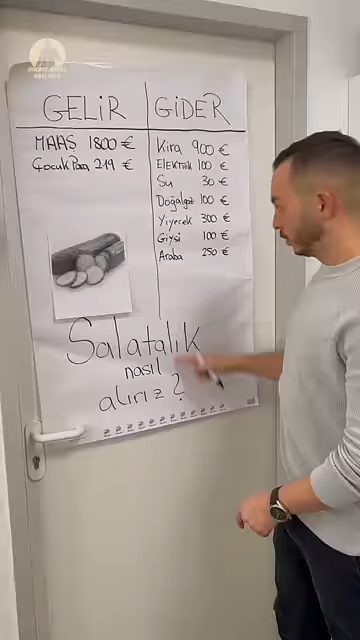 GELİR
MAAŞ 1800 €
Çocuk Para 219 €
GİDER
Kira 900 €
Elektrik 100 €
Su 30 €
Doğalgaz 100 €
Yiyecek 300 €
Giysi 100 €
Araba 250 €
Salatalık
nasıl
alırız?